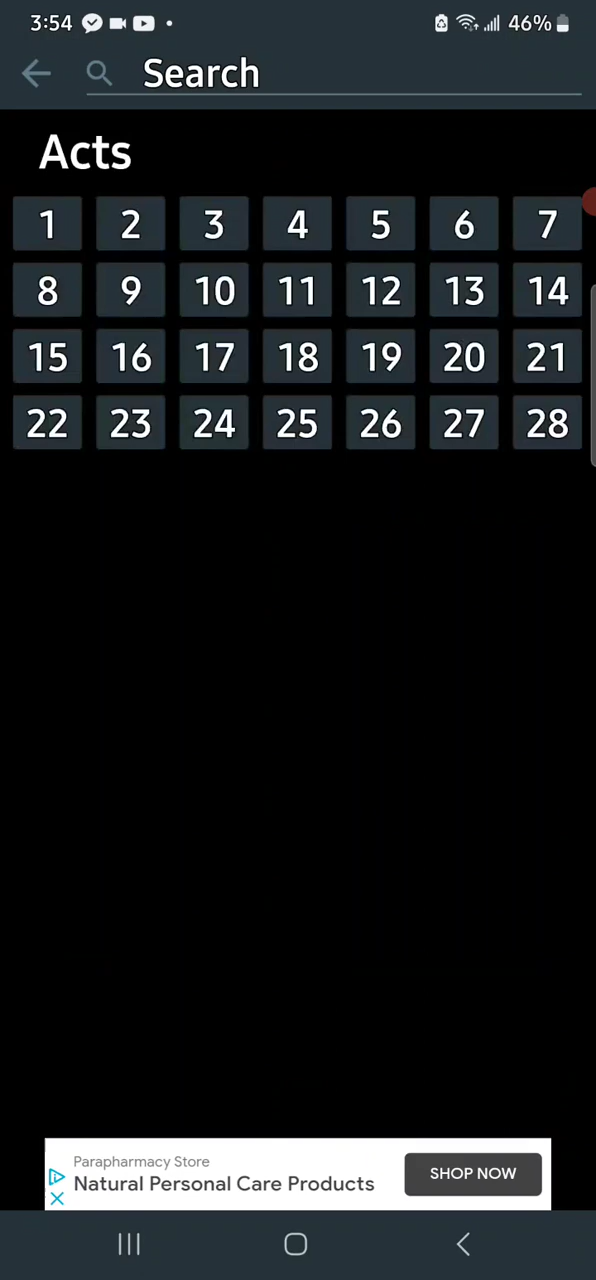 3:54 46%
Search
Acts
1 2 3 4 5 6 7
8 9 10 11 12 13 14
15 16 17 18 19 20 21
22 23 24 25 26 27 28
Parapharmacy Store
Natural Personal Care Products
SHOP NOW